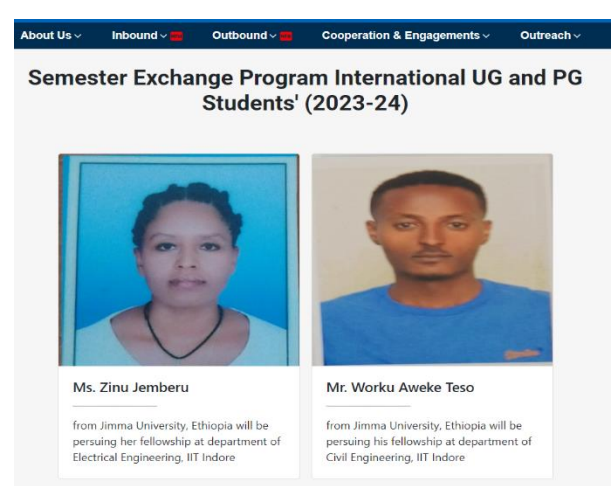 About Us Inbound Outbound Cooperation & Engagements Outreach
Semester Exchange Program International UG and PG
Students' (2023-24)
Ms. Zinu Jemberu
from Jimma University, Ethiopia will be
persuing her fellowship at department of
Electrical Engineering, IIT Indore
Mr. Worku Aweke Teso
from Jimma University, Ethiopia will be
persuing his fellowship at department of
Civil Engineering, IIT Indore